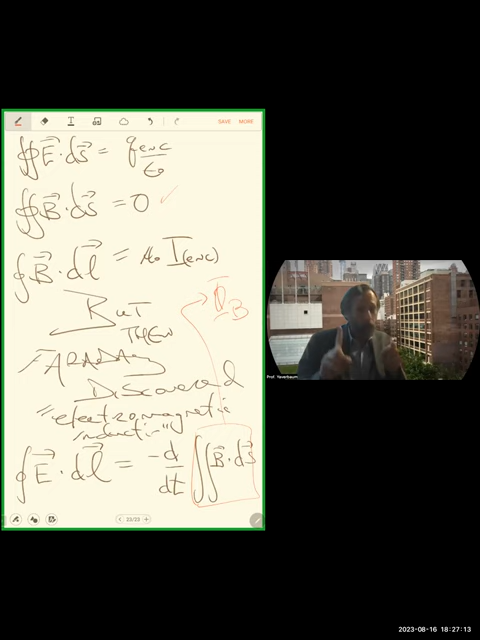 T SAVE MORE
∯E⃗·ds⃗ = qenc/ε₀
∯B⃗·ds⃗ = 0
∮B⃗·dl⃗ = μ₀ I(enc)
BUT
THEN
Φ_B
FARADAY
Discovered
"electromagnetic
induction"
∮E⃗·dl⃗ = -d/dt ∬B⃗·ds⃗
23/23
Prof. Yaverbaum
2023-08-16 18:27:13